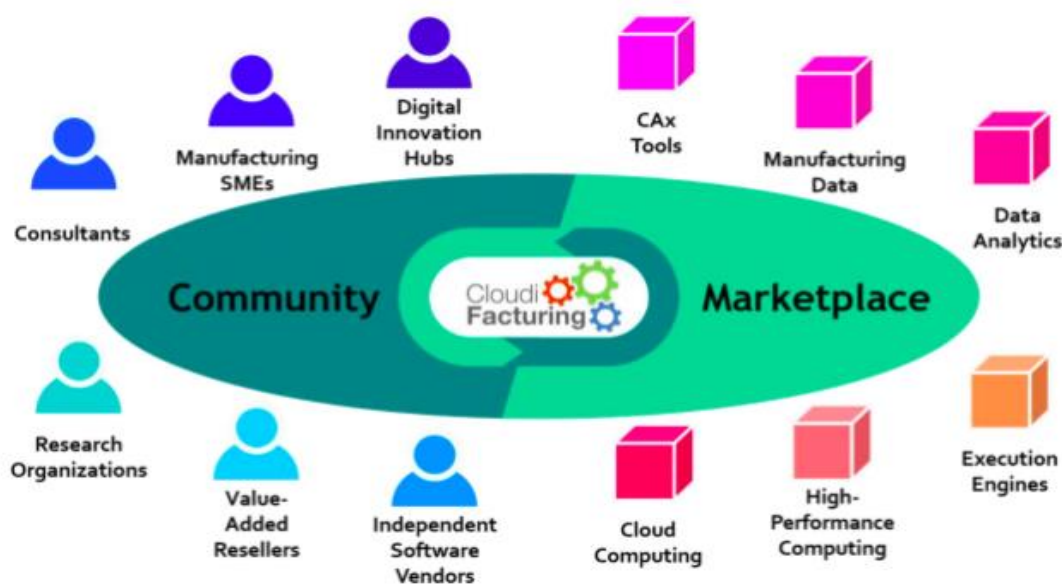 Digital
Innovation
Hubs
CAx
Tools
Manufacturing
SMEs
Manufacturing
Data
Consultants
Data
Analytics
Community
Cloudi
Facturing
Marketplace
Research
Organizations
Value-
Added
Resellers
Independent
Software
Vendors
Cloud
Computing
High-
Performance
Computing
Execution
Engines